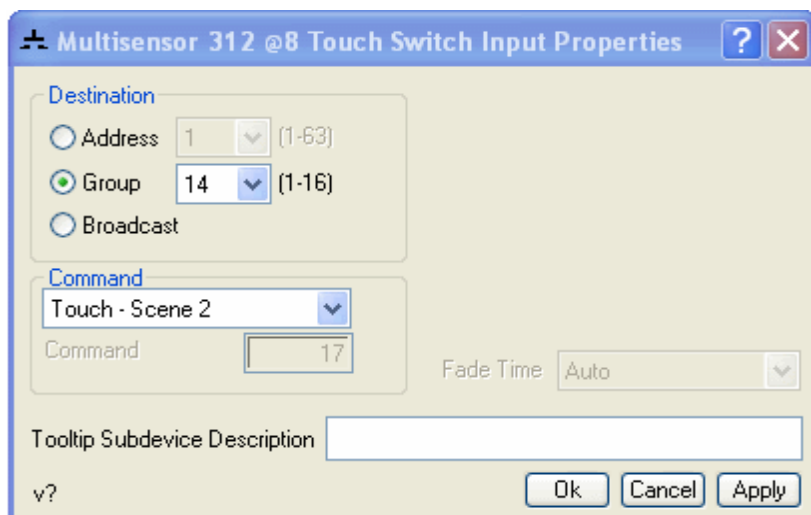 Multisensor 312 @8 Touch Switch Input Properties ?
Destination
Address 1 (1-63)
Group 14 (1-16)
Broadcast
Command
Touch - Scene 2
Command 17
Fade Time Auto
Tooltip Subdevice Description
v? Ok Cancel Apply